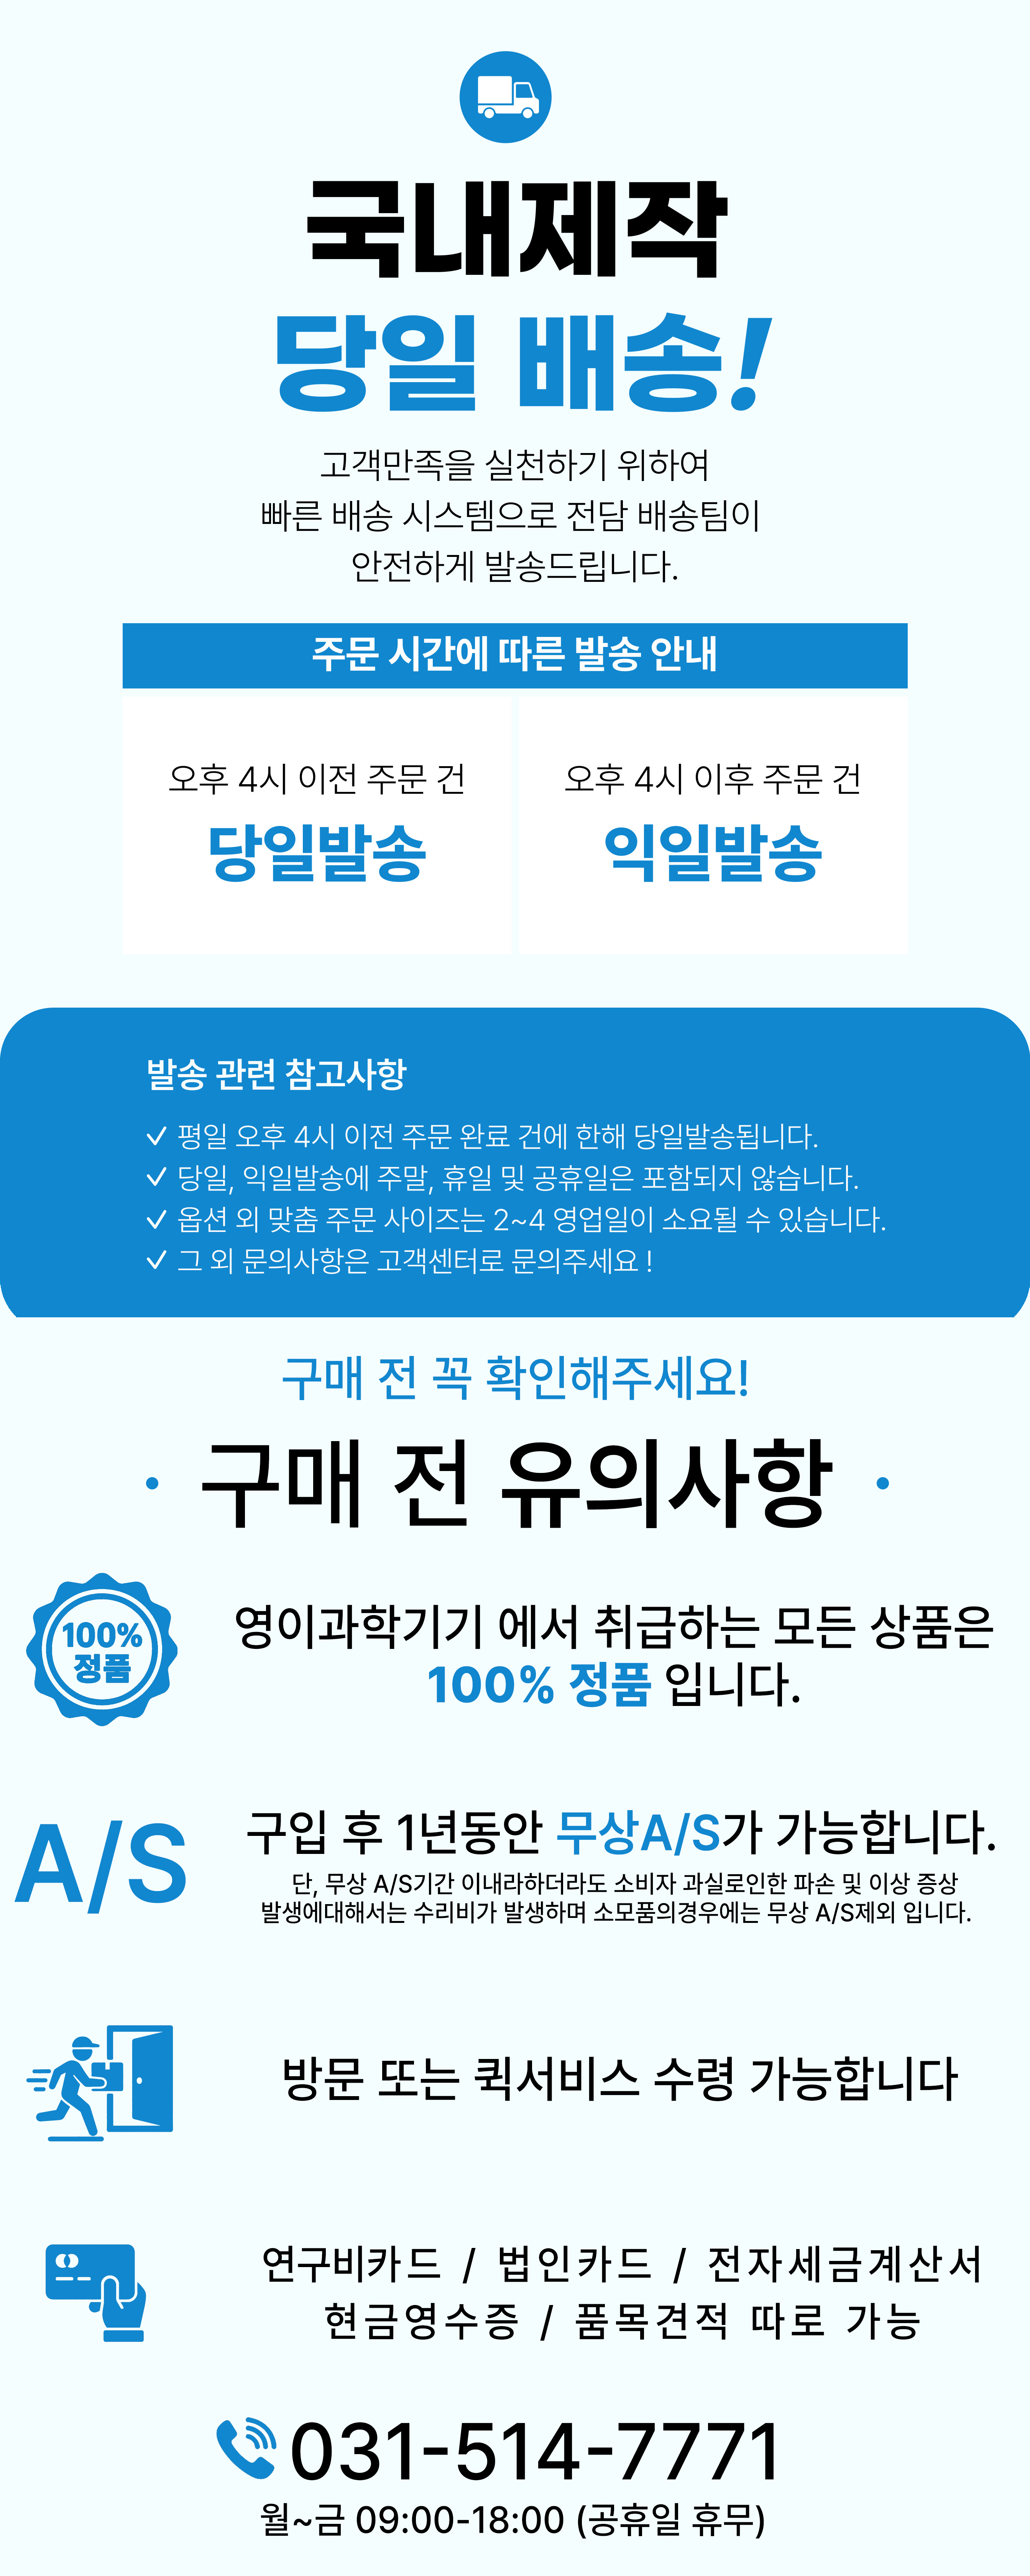 국내제작
당일 배송!
고객만족을 실천하기 위하여
빠른 배송 시스템으로 전담 배송팀이
안전하게 발송드립니다.
주문 시간에 따른 발송 안내
오후 4시 이전 주문 건
당일발송
오후 4시 이후 주문 건
익일발송
발송 관련 참고사항
평일 오후 4시 이전 주문 완료 건에 한해 당일발송됩니다.
당일, 익일발송에 주말, 휴일 및 공휴일은 포함되지 않습니다.
옵션 외 맞춤 주문 사이즈는 2~4 영업일이 소요될 수 있습니다.
그 외 문의사항은 고객센터로 문의주세요 !
구매 전 꼭 확인해주세요!
· 구매 전 유의사항 ·
100%
정품
영이과학기기 에서 취급하는 모든 상품은
100% 정품 입니다.
A/S
구입 후 1년동안 무상A/S가 가능합니다.
단, 무상 A/S기간 이내라하더라도 소비자 과실로인한 파손 및 이상 증상
발생에대해서는 수리비가 발생하며 소모품의경우에는 무상 A/S제외 입니다.
방문 또는 퀵서비스 수령 가능합니다
연구비카드 / 법인카드 / 전자세금계산서
현금영수증 / 품목견적 따로 가능
031-514-7771
월~금 09:00-18:00 (공휴일 휴무)